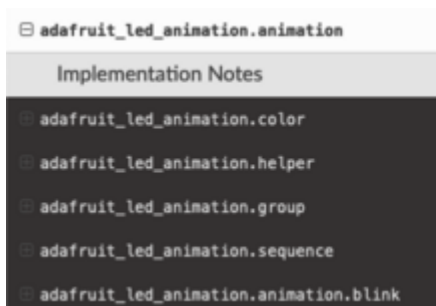 adafruit_led_animation.animation
Implementation Notes
adafruit_led_animation.color
adafruit_led_animation.helper
adafruit_led_animation.group
adafruit_led_animation.sequence
adafruit_led_animation.animation.blink